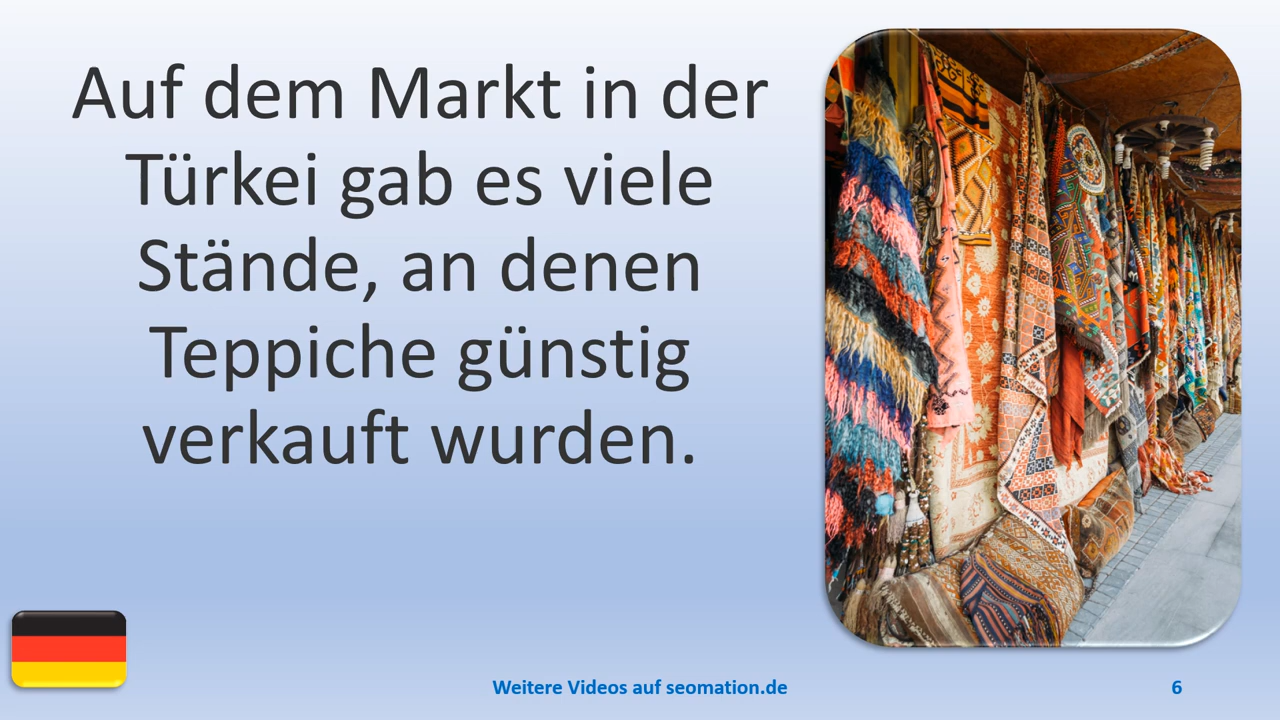 Auf dem Markt in der
Türkei gab es viele
Stände, an denen
Teppiche günstig
verkauft wurden.
Weitere Videos auf seomation.de
6